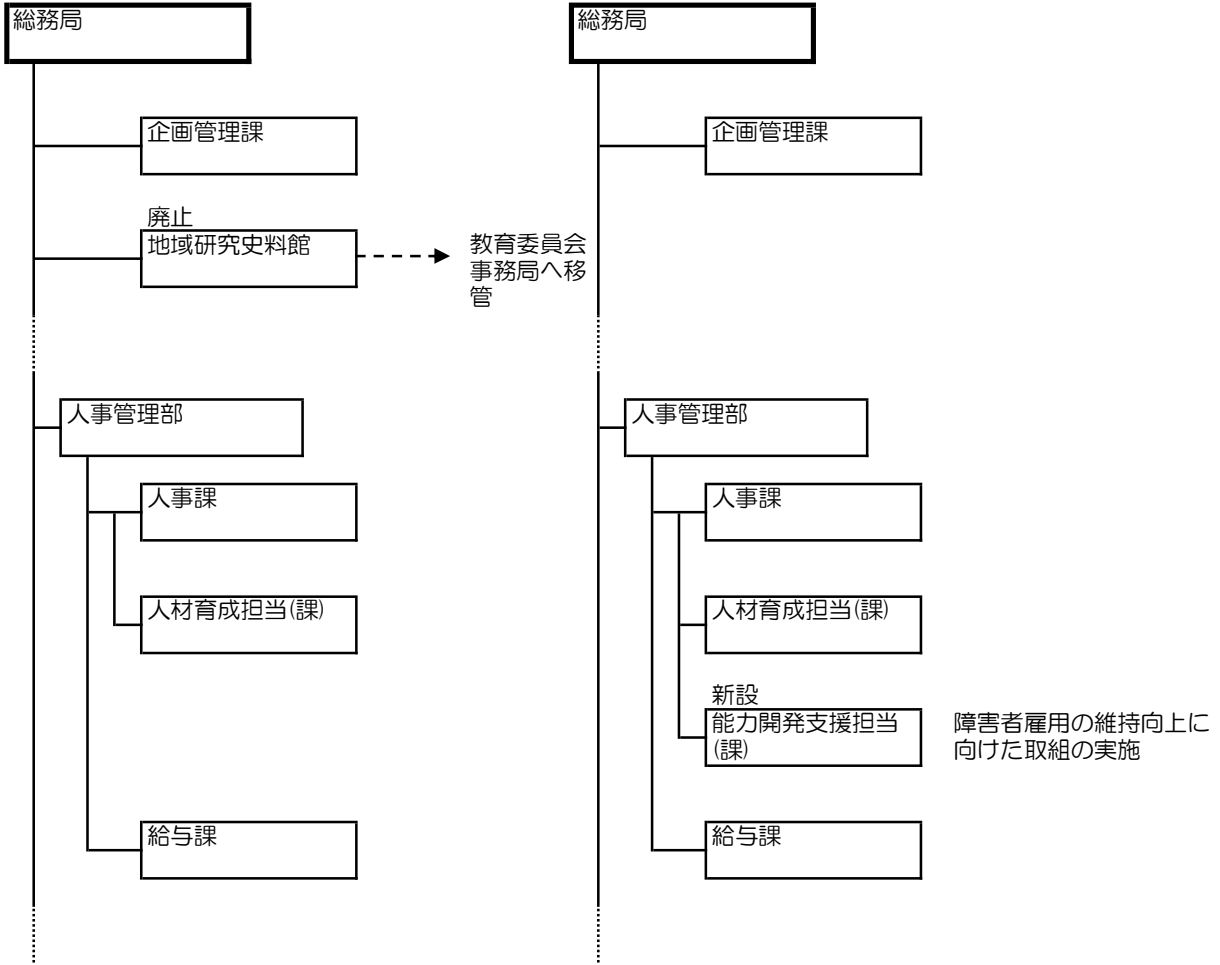 総務局
企画管理課
廃止
地域研究史料館
教育委員会
事務局へ移
管
人事管理部
人事課
人材育成担当(課)
給与課
総務局
企画管理課
人事管理部
人事課
人材育成担当(課)
新設
能力開発支援担当
(課)
障害者雇用の維持向上に
向けた取組の実施
給与課